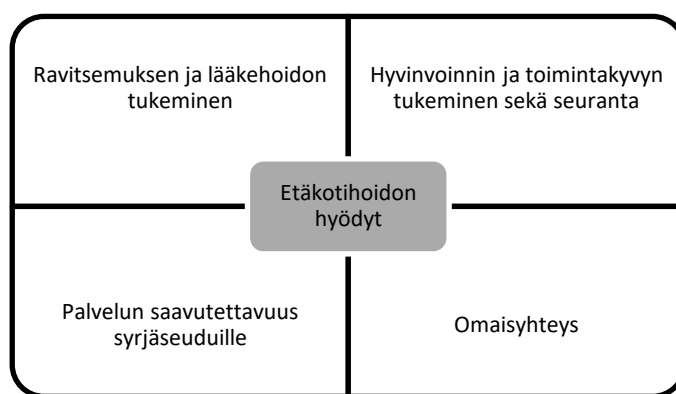 Ravitsemuksen ja lääkehoidon
tukeminen
Hyvinvoinnin ja toimintakyvyn
tukeminen sekä seuranta
Etäkotihoidon
hyödyt
Palvelun saavutettavuus
syrjäseuduille
Omaisyhteys